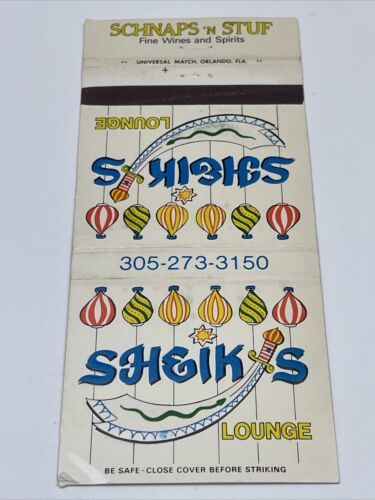 SCHNAPS 'N STUF
Fine Wines and Spirits
UNIVERSAL MATCH, ORLANDO, FLA
LOUNGE
SHEIK'S
305-273-3150
SHEIK'S
LOUNGE
BE SAFE - CLOSE COVER BEFORE STRIKING